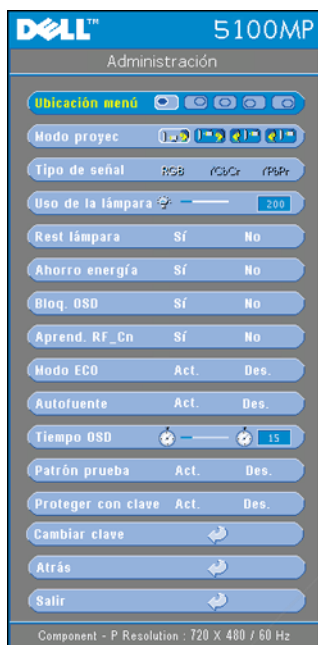 DELL™ 5100MP
Administración
Ubicación menú
Modo proyec
Tipo de señal RGB YCbCr YPbPr
Uso de la lámpara 200
Rest lámpara Sí No
Ahorro energía Sí No
Bloq. OSD Sí No
Aprend. RF_Cn Sí No
Modo ECO Act. Des.
Autofuente Act. Des.
Tiempo OSD 15
Patrón prueba Act. Des.
Proteger con clave Act. Des.
Cambiar clave
Atrás
Salir
Component - P Resolution : 720 X 480 / 60 Hz